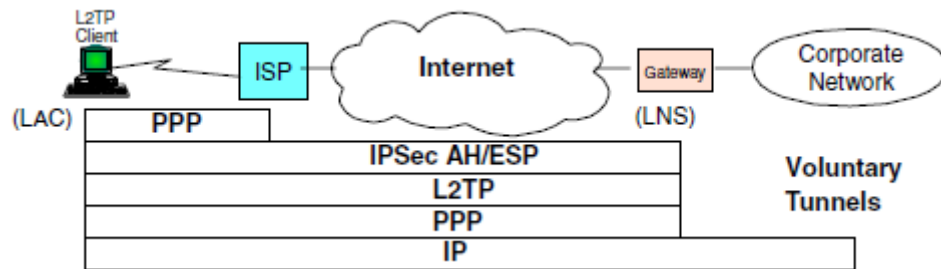 L2TP
Client
ISP
Internet
Gateway
Corporate
Network
(LAC)
(LNS)
PPP
IPSec AH/ESP
L2TP
PPP
IP
Voluntary
Tunnels